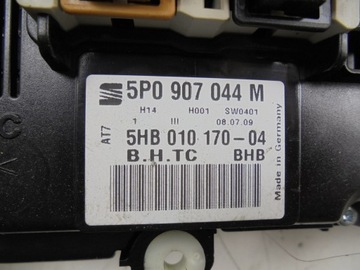 5P0 907 044 M
H14 H001 SW0401
1 III 08.07.09
AT7
5HB 010 170-04
B.H.TC BHB
Made in Germany